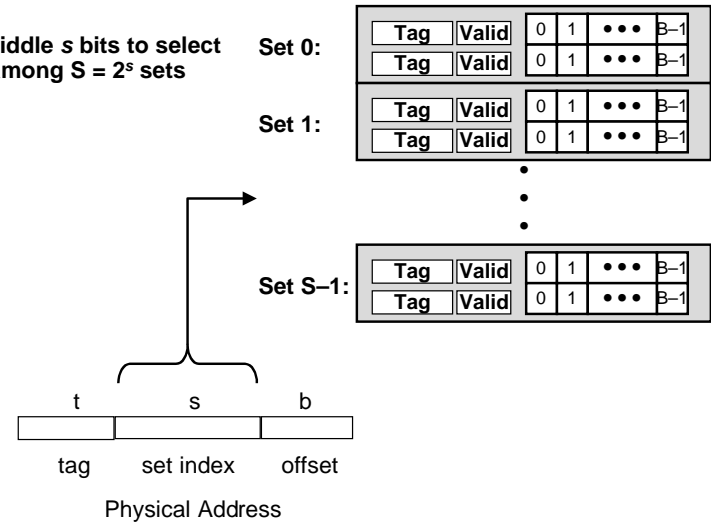 iddle s bits to select
mong S = 2ˢ sets
Set 0:
Tag Valid 0 1 ••• B–1
Tag Valid 0 1 ••• B–1
Set 1:
Tag Valid 0 1 ••• B–1
Tag Valid 0 1 ••• B–1
•
•
•
Set S–1:
Tag Valid 0 1 ••• B–1
Tag Valid 0 1 ••• B–1
t s b
tag set index offset
Physical Address